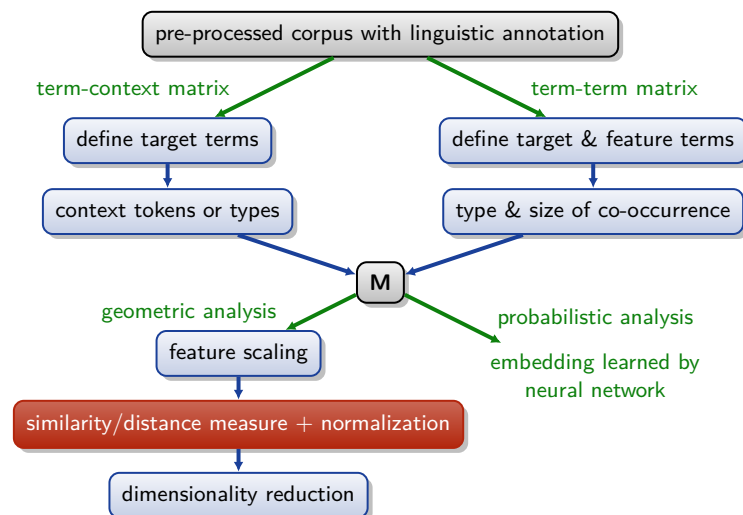 pre-processed corpus with linguistic annotation
term-context matrix
term-term matrix
define target terms
define target & feature terms
context tokens or types
type & size of co-occurrence
M
geometric analysis
probabilistic analysis
feature scaling
embedding learned by
neural network
similarity/distance measure + normalization
dimensionality reduction